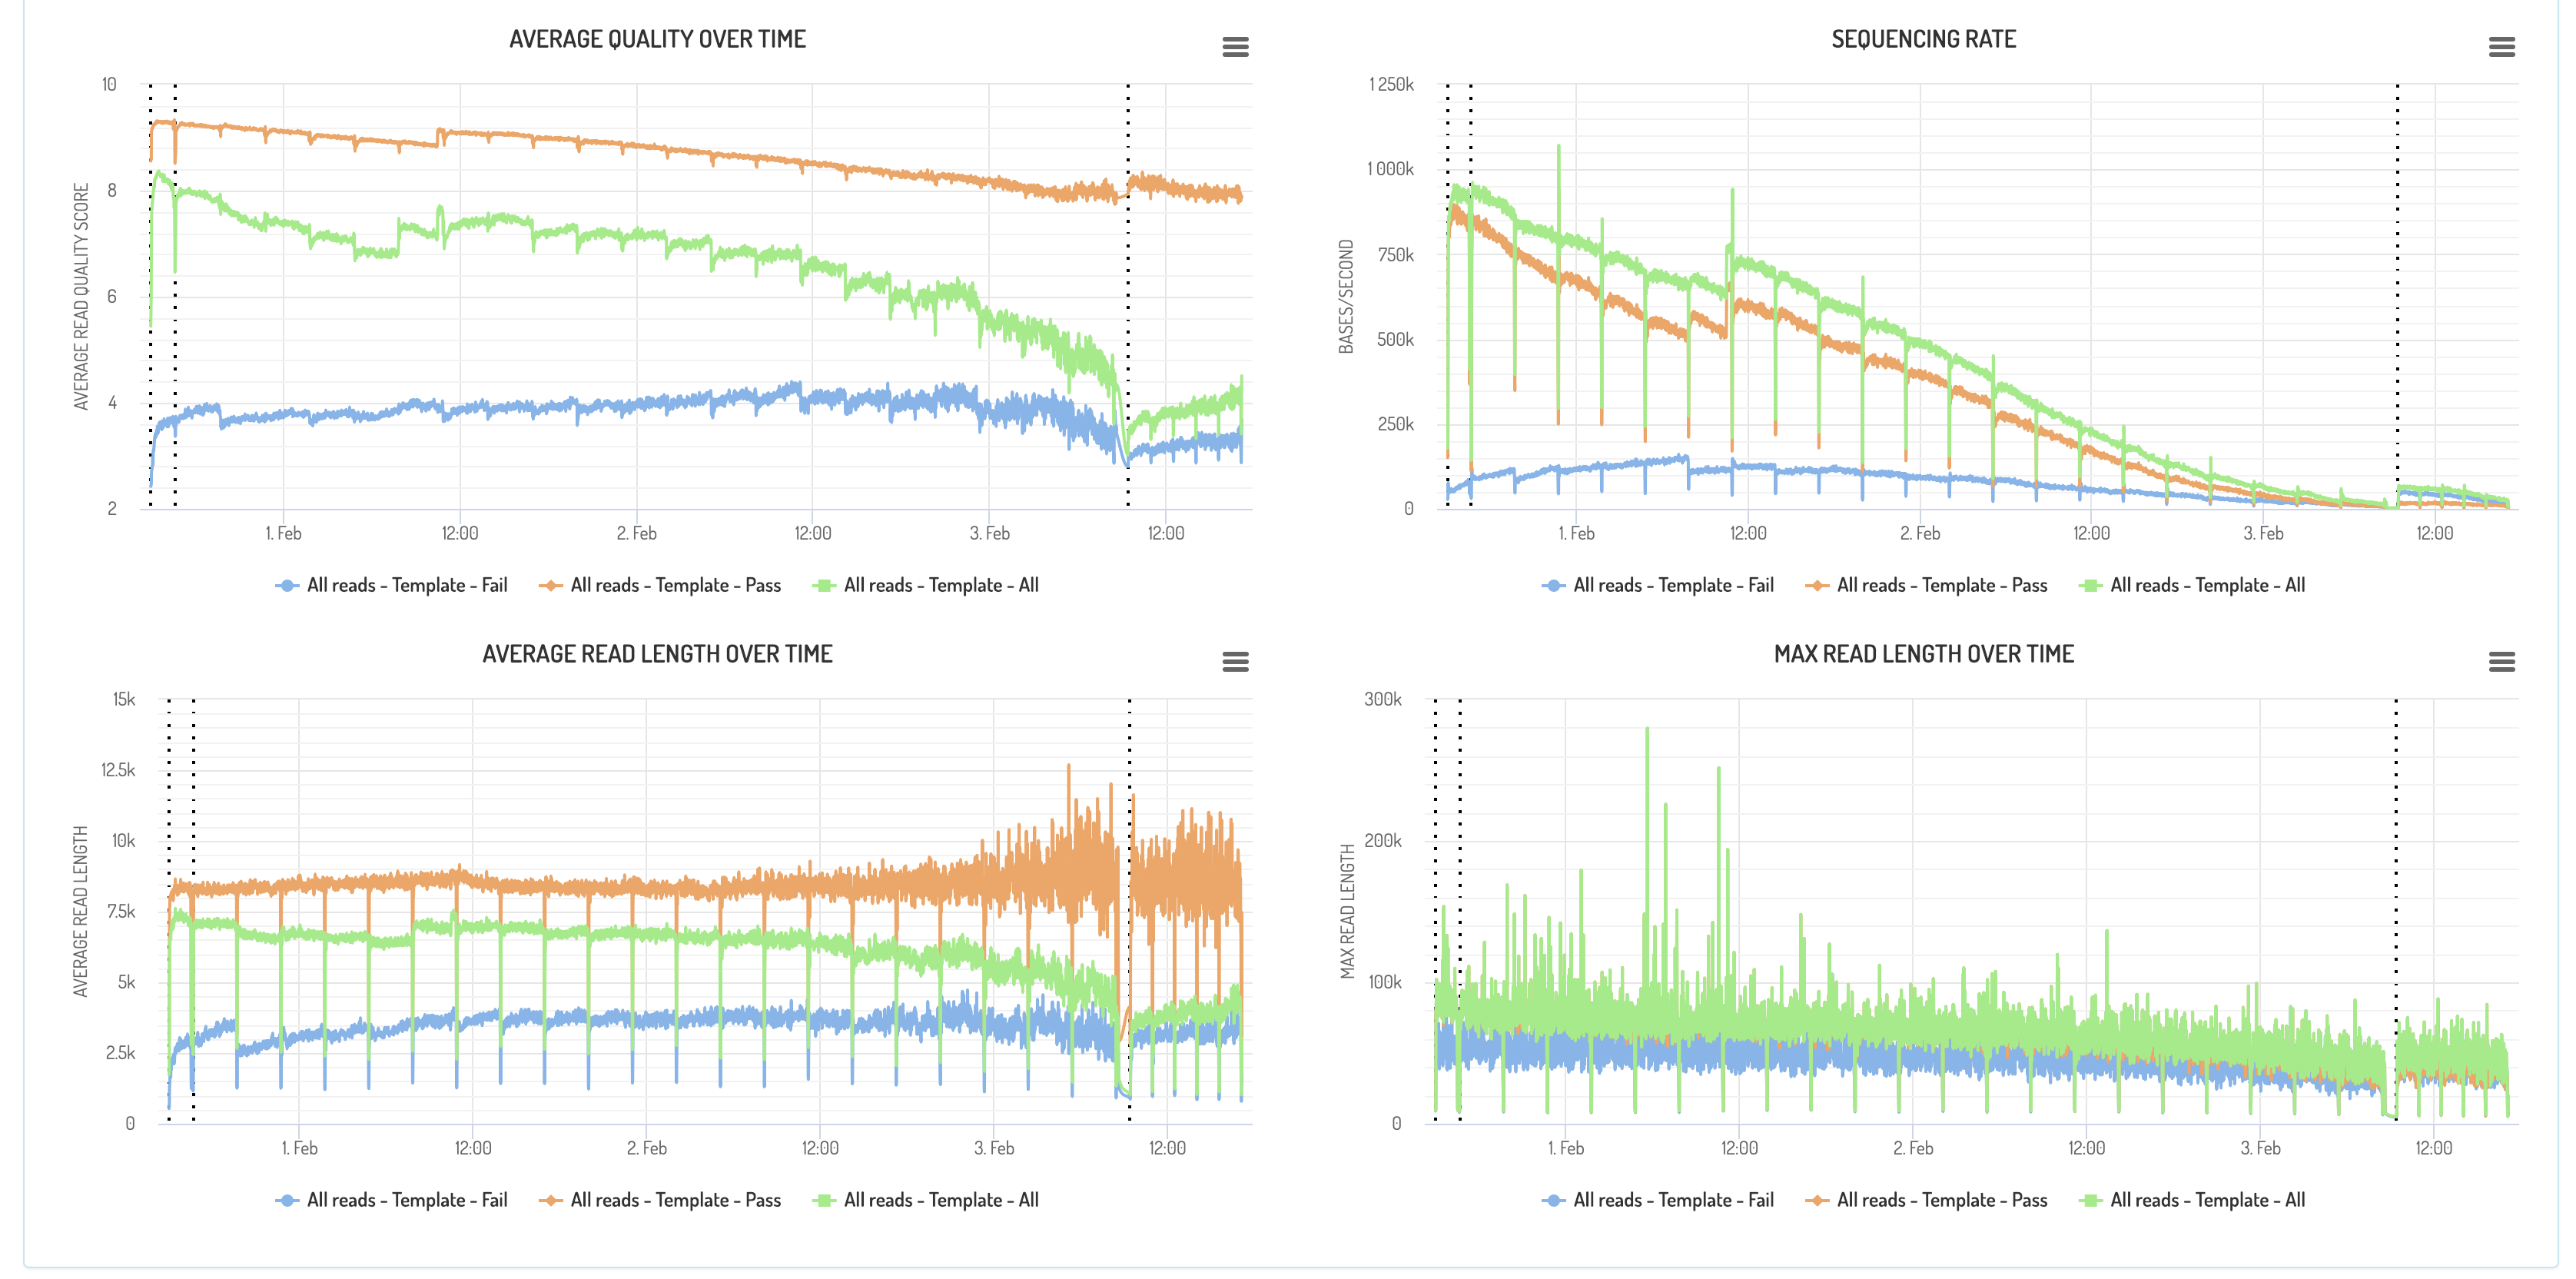 AVERAGE QUALITY OVER TIME
AVERAGE READ QUALITY SCORE
10
8
6
4
2
1. Feb 12:00 2. Feb 12:00 3. Feb 12:00
All reads - Template - Fail All reads - Template - Pass All reads - Template - All
SEQUENCING RATE
BASES/SECOND
1 250k
1 000k
750k
500k
250k
0
1. Feb 12:00 2. Feb 12:00 3. Feb 12:00
All reads - Template - Fail All reads - Template - Pass All reads - Template - All
AVERAGE READ LENGTH OVER TIME
AVERAGE READ LENGTH
15k
12.5k
10k
7.5k
5k
2.5k
0
1. Feb 12:00 2. Feb 12:00 3. Feb 12:00
All reads - Template - Fail All reads - Template - Pass All reads - Template - All
MAX READ LENGTH OVER TIME
MAX READ LENGTH
300k
200k
100k
0
1. Feb 12:00 2. Feb 12:00 3. Feb 12:00
All reads - Template - Fail All reads - Template - Pass All reads - Template - All